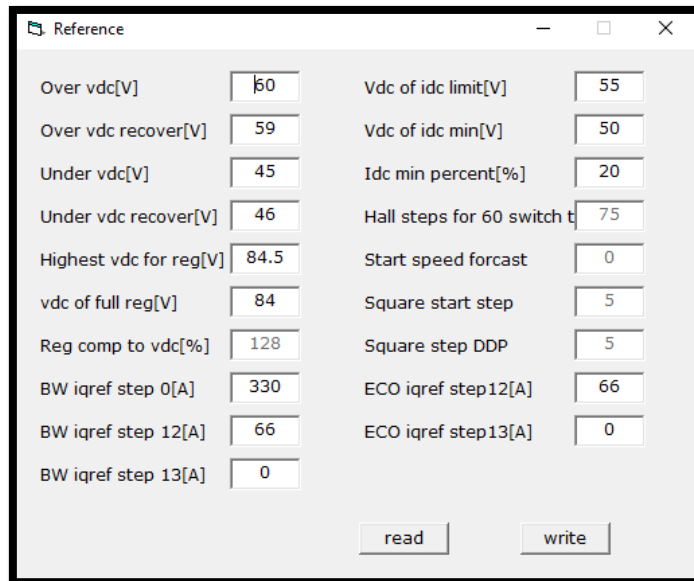 Reference
Over vdc[V] 60 Vdc of idc limit[V] 55
Over vdc recover[V] 59 Vdc of idc min[V] 50
Under vdc[V] 45 Idc min percent[%] 20
Under vdc recover[V] 46 Hall steps for 60 switch t 75
Highest vdc for reg[V] 84.5 Start speed forcast 0
vdc of full reg[V] 84 Square start step 5
Reg comp to vdc[%] 128 Square step DDP 5
BW iqref step 0[A] 330 ECO iqref step12[A] 66
BW iqref step 12[A] 66 ECO iqref step13[A] 0
BW iqref step 13[A] 0
read write